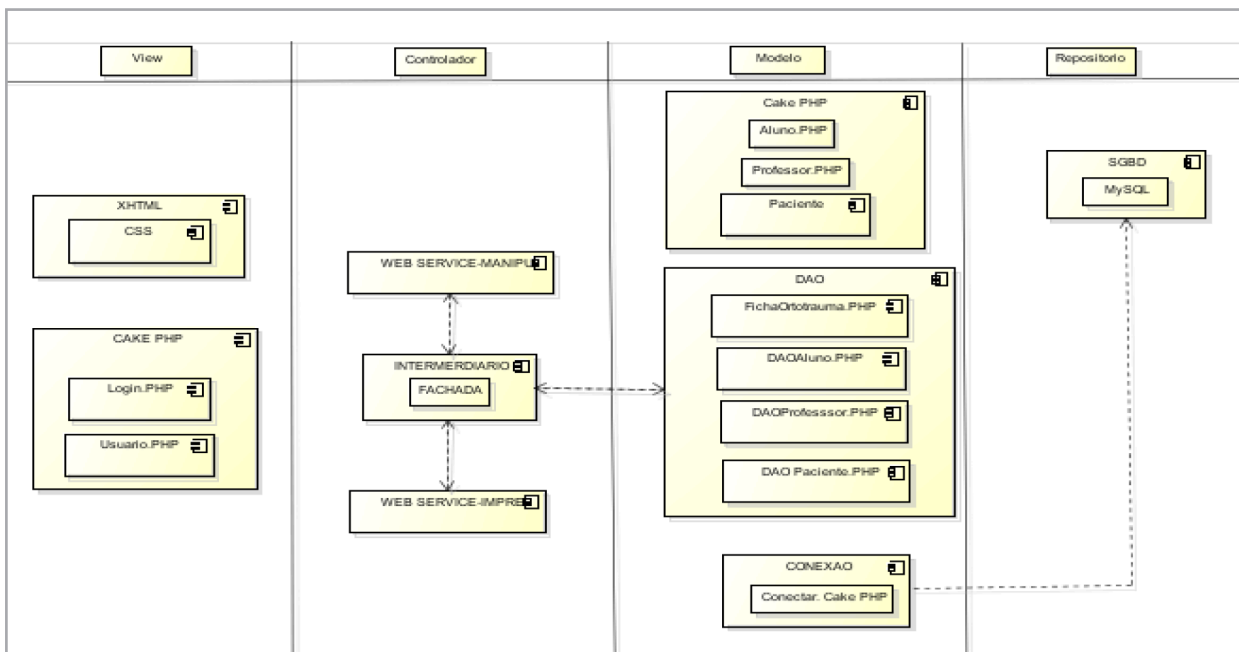 View
Controlador
Modelo
Repositorio
XHTML
CSS
CAKE PHP
Login.PHP
Usuario.PHP
WEB SERVICE-MANIPU
INTERMERDIARIO
FACHADA
WEB SERVICE-IMPRE
Cake PHP
Aluno.PHP
Professor.PHP
Paciente
DAO
FichaOrtotrauma.PHP
DAOAluno.PHP
DAOProfesssor.PHP
DAO Paciente.PHP
CONEXAO
Conectar. Cake PHP
SGBD
MySQL